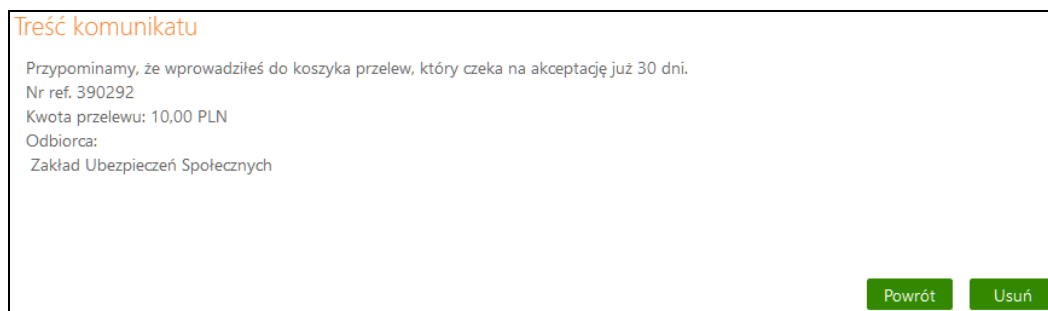 Treść komunikatu
Przypominamy, że wprowadziłeś do koszyka przelew, który czeka na akceptację już 30 dni.
Nr ref. 390292
Kwota przelewu: 10,00 PLN
Odbiorca:
Zakład Ubezpieczeń Społecznych
Powrót Usuń